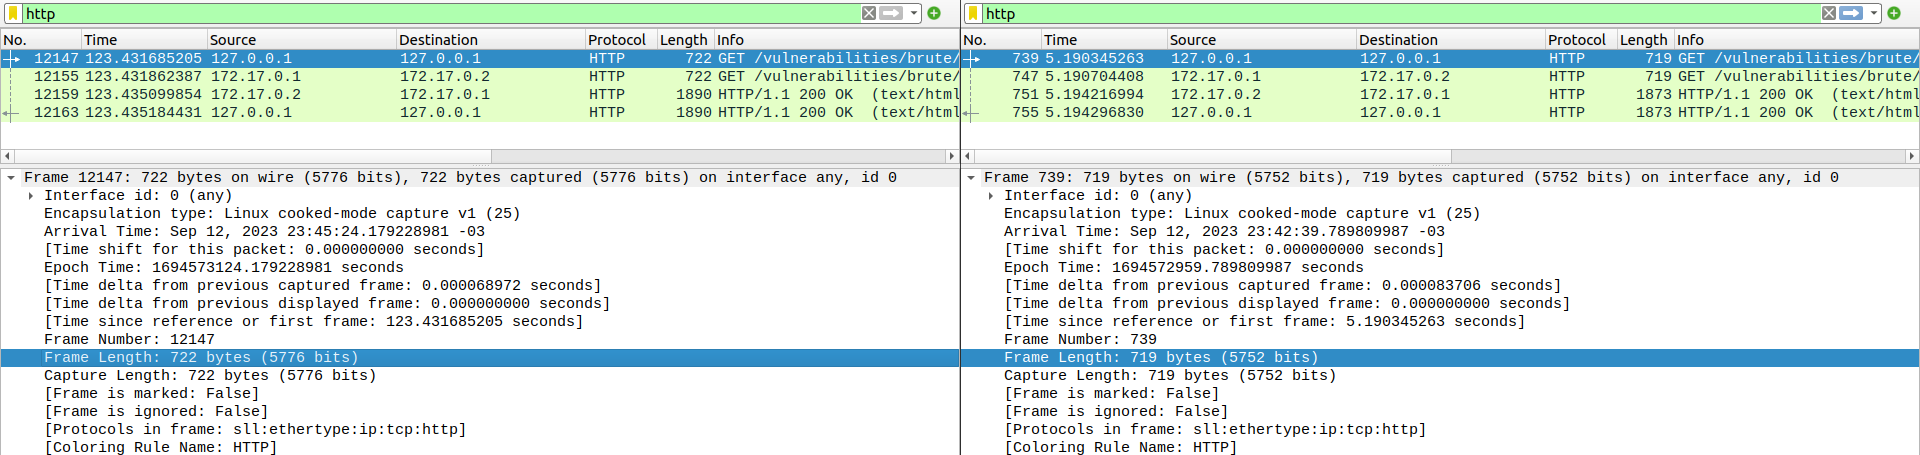 http
No. Time Source Destination Protocol Length Info
12147 123.431685205 127.0.0.1 127.0.0.1 HTTP 722 GET /vulnerabilities/brute/
12155 123.431862387 172.17.0.1 172.17.0.2 HTTP 722 GET /vulnerabilities/brute/
12159 123.435099854 172.17.0.2 172.17.0.1 HTTP 1890 HTTP/1.1 200 OK (text/html
12163 123.435184431 127.0.0.1 127.0.0.1 HTTP 1890 HTTP/1.1 200 OK (text/html
Frame 12147: 722 bytes on wire (5776 bits), 722 bytes captured (5776 bits) on interface any, id 0
Interface id: 0 (any)
Encapsulation type: Linux cooked-mode capture v1 (25)
Arrival Time: Sep 12, 2023 23:45:24.179228981 -03
[Time shift for this packet: 0.000000000 seconds]
Epoch Time: 1694573124.179228981 seconds
[Time delta from previous captured frame: 0.000068972 seconds]
[Time delta from previous displayed frame: 0.000000000 seconds]
[Time since reference or first frame: 123.431685205 seconds]
Frame Number: 12147
Frame Length: 722 bytes (5776 bits)
Capture Length: 722 bytes (5776 bits)
[Frame is marked: False]
[Frame is ignored: False]
[Protocols in frame: sll:ethertype:ip:tcp:http]
[Coloring Rule Name: HTTP]
http
No. Time Source Destination Protocol Length Info
739 5.190345263 127.0.0.1 127.0.0.1 HTTP 719 GET /vulnerabilities/brute/
747 5.190704408 172.17.0.1 172.17.0.2 HTTP 719 GET /vulnerabilities/brute/
751 5.194216994 172.17.0.2 172.17.0.1 HTTP 1873 HTTP/1.1 200 OK (text/html
755 5.194296830 127.0.0.1 127.0.0.1 HTTP 1873 HTTP/1.1 200 OK (text/html
Frame 739: 719 bytes on wire (5752 bits), 719 bytes captured (5752 bits) on interface any, id 0
Interface id: 0 (any)
Encapsulation type: Linux cooked-mode capture v1 (25)
Arrival Time: Sep 12, 2023 23:42:39.789809987 -03
[Time shift for this packet: 0.000000000 seconds]
Epoch Time: 1694572959.789809987 seconds
[Time delta from previous captured frame: 0.000083706 seconds]
[Time delta from previous displayed frame: 0.000000000 seconds]
[Time since reference or first frame: 5.190345263 seconds]
Frame Number: 739
Frame Length: 719 bytes (5752 bits)
Capture Length: 719 bytes (5752 bits)
[Frame is marked: False]
[Frame is ignored: False]
[Protocols in frame: sll:ethertype:ip:tcp:http]
[Coloring Rule Name: HTTP]